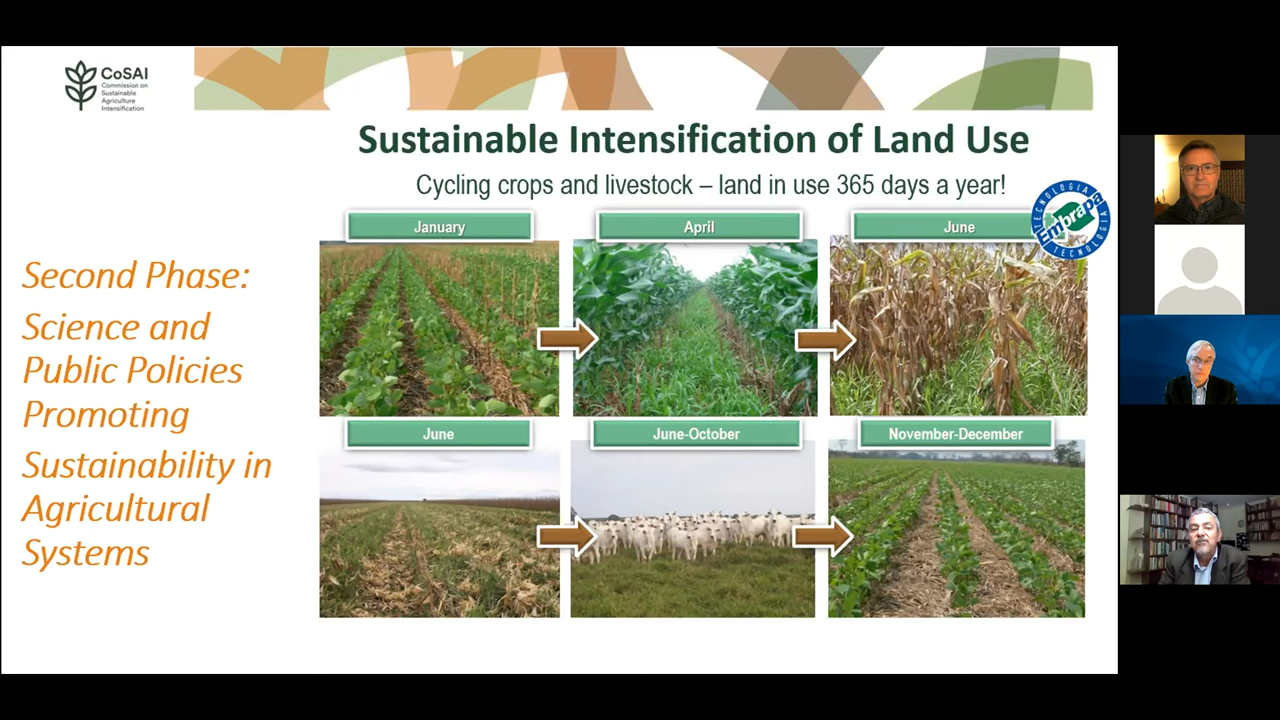 CoSAI
Commission on
Sustainable
Agriculture
Intensification
Sustainable Intensification of Land Use
Cycling crops and livestock – land in use 365 days a year!
Second Phase:
Science and
Public Policies
Promoting
Sustainability in
Agricultural
Systems
January
April
June
TECNOLOGIA
Embrapa
TECNOLOGIA
June
June-October
November-December